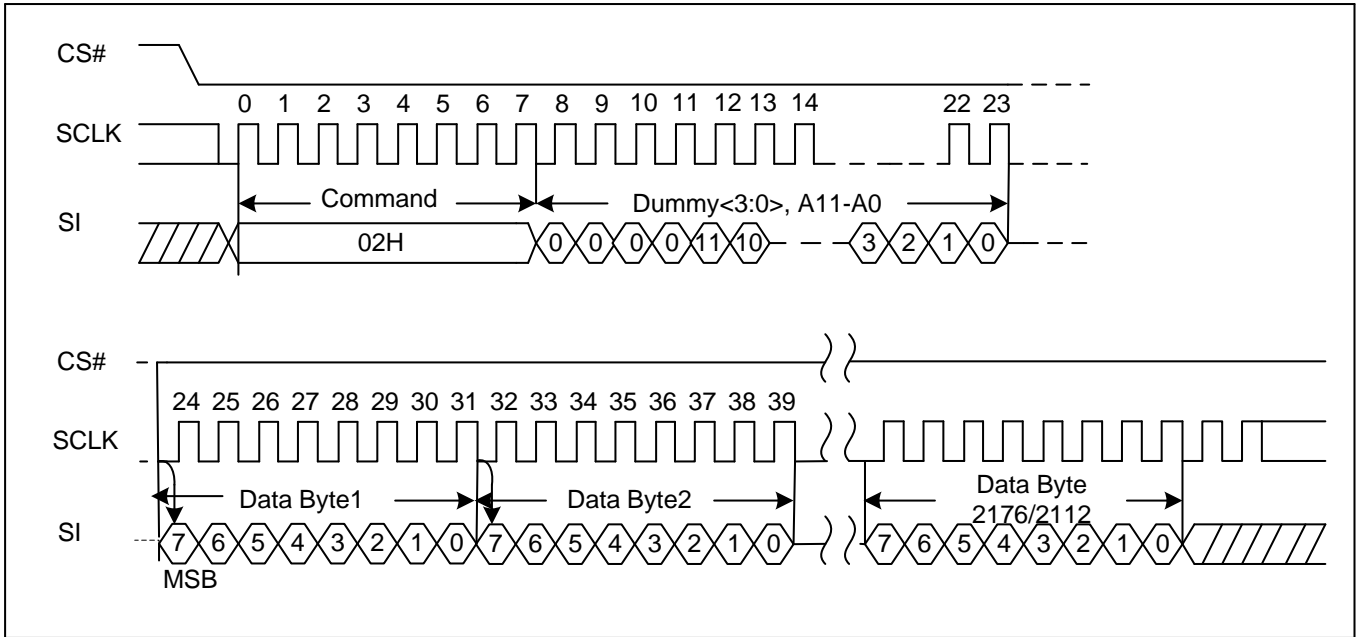 CS#
0 1 2 3 4 5 6 7 8 9 10 11 12 13 14 22 23
SCLK
Command Dummy<3:0>, A11-A0
SI
02H 0 0 0 0 11 10 3 2 1 0
CS#
24 25 26 27 28 29 30 31 32 33 34 35 36 37 38 39
SCLK
Data Byte1 Data Byte2 Data Byte
2176/2112
SI
7 6 5 4 3 2 1 0 7 6 5 4 3 2 1 0 7 6 5 4 3 2 1 0
MSB